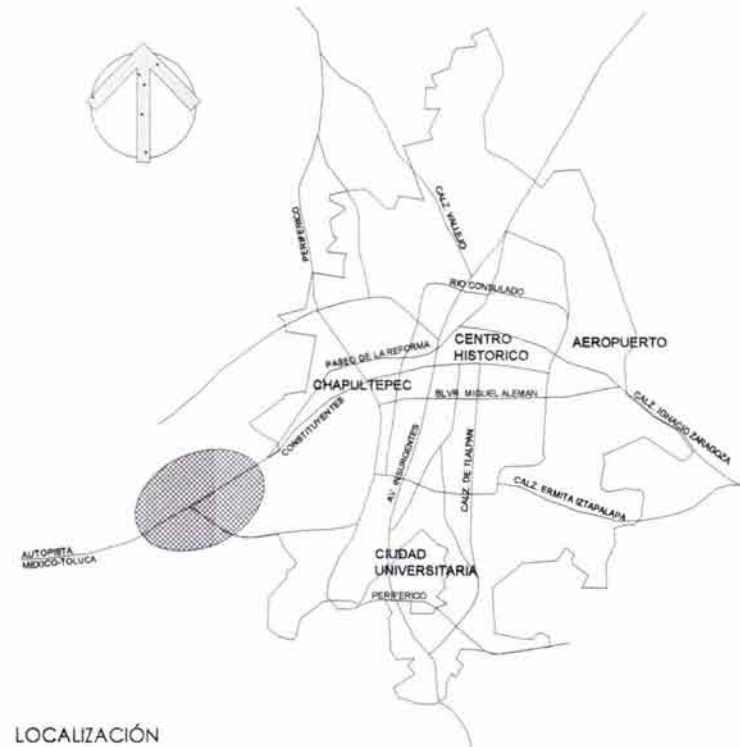 PERIFERICO
CALZ. VALLEJO
RIO CONSULADO
CENTRO
HISTORICO
AEROPUERTO
PASEO DE LA REFORMA
CHAPULTEPEC
BLVR. MIGUEL ALEMAN
CALZ. IGNACIO ZARAGOZA
CONSTITUYENTES
AV. INSURGENTES
CALZ. DE TLALPAN
CALZ. ERMITA IZTAPALAPA
AUTOPISTA
MEXICO-TOLUCA
CIUDAD
UNIVERSITARIA
PERIFERICO
LOCALIZACIÓN